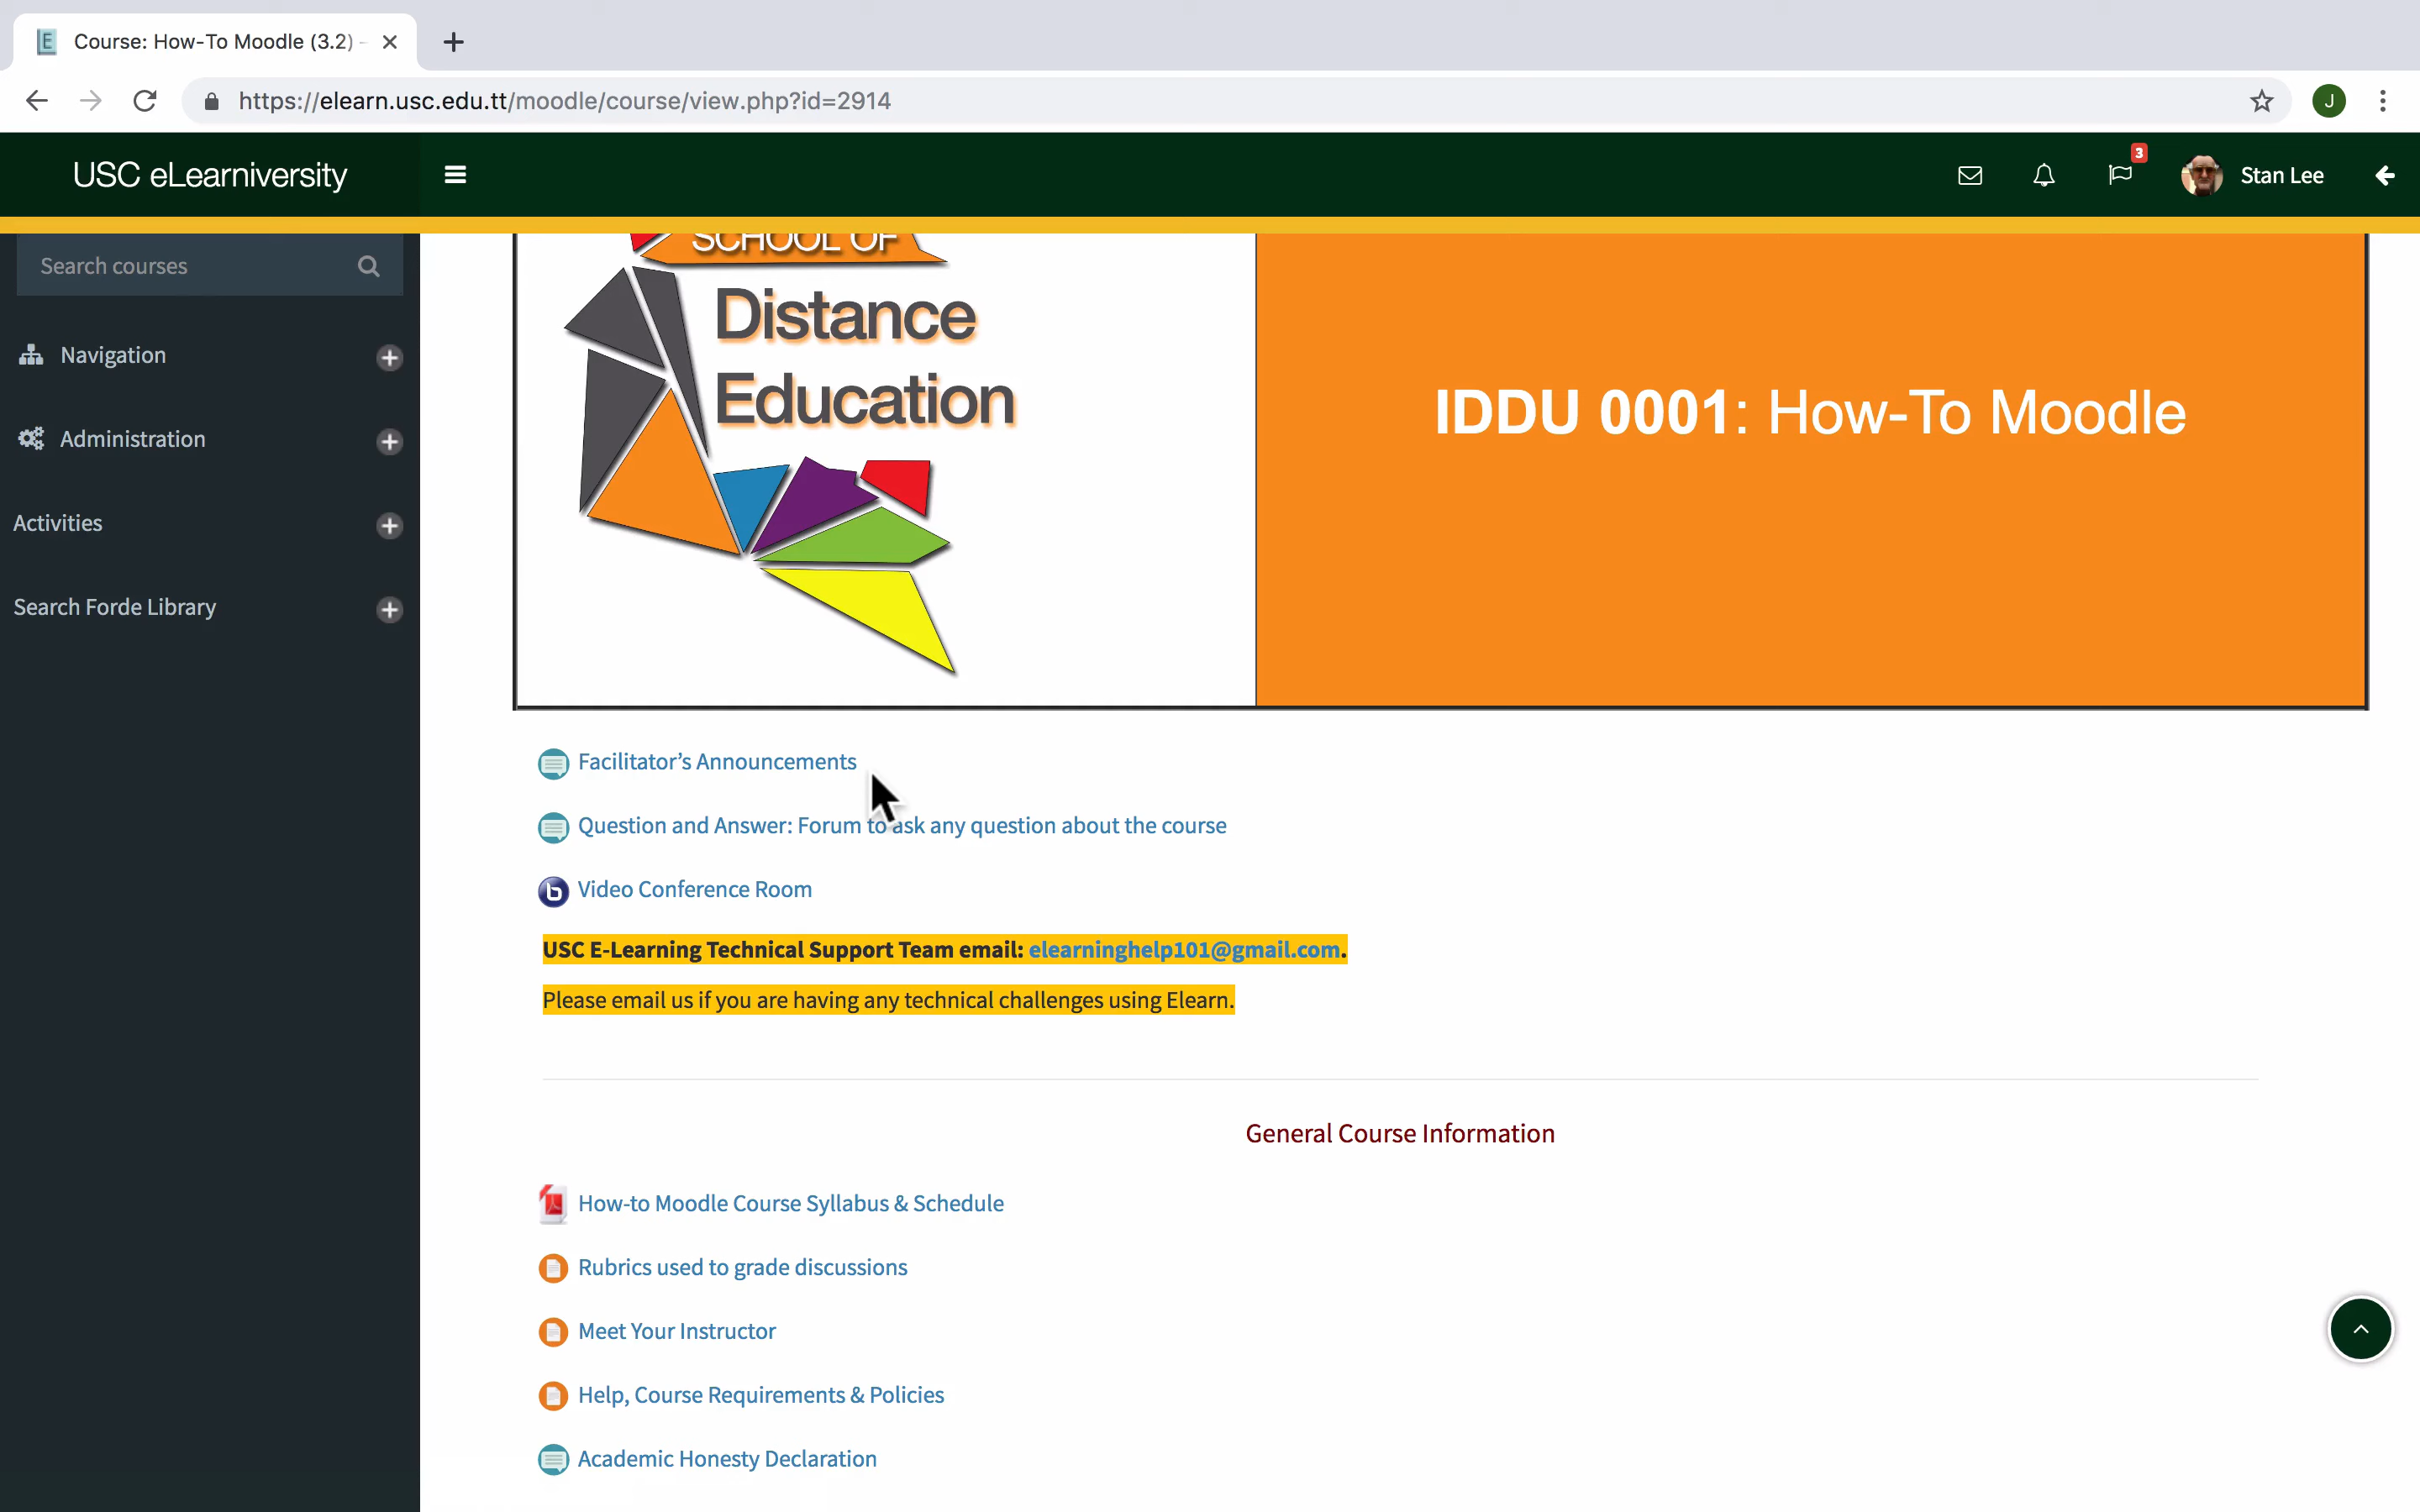 Course: How-To Moodle (3.2) -
https://elearn.usc.edu.tt/moodle/course/view.php?id=2914
J
USC eLearniversity
3
Stan Lee
Search courses
Navigation
Administration
Activities
Search Forde Library
SCHOOL OF
Distance
Education
IDDU 0001: How-To Moodle
Facilitator’s Announcements
Question and Answer: Forum to ask any question about the course
Video Conference Room
USC E-Learning Technical Support Team email: elearninghelp101@gmail.com.
Please email us if you are having any technical challenges using Elearn.
General Course Information
How-to Moodle Course Syllabus & Schedule
Rubrics used to grade discussions
Meet Your Instructor
Help, Course Requirements & Policies
Academic Honesty Declaration